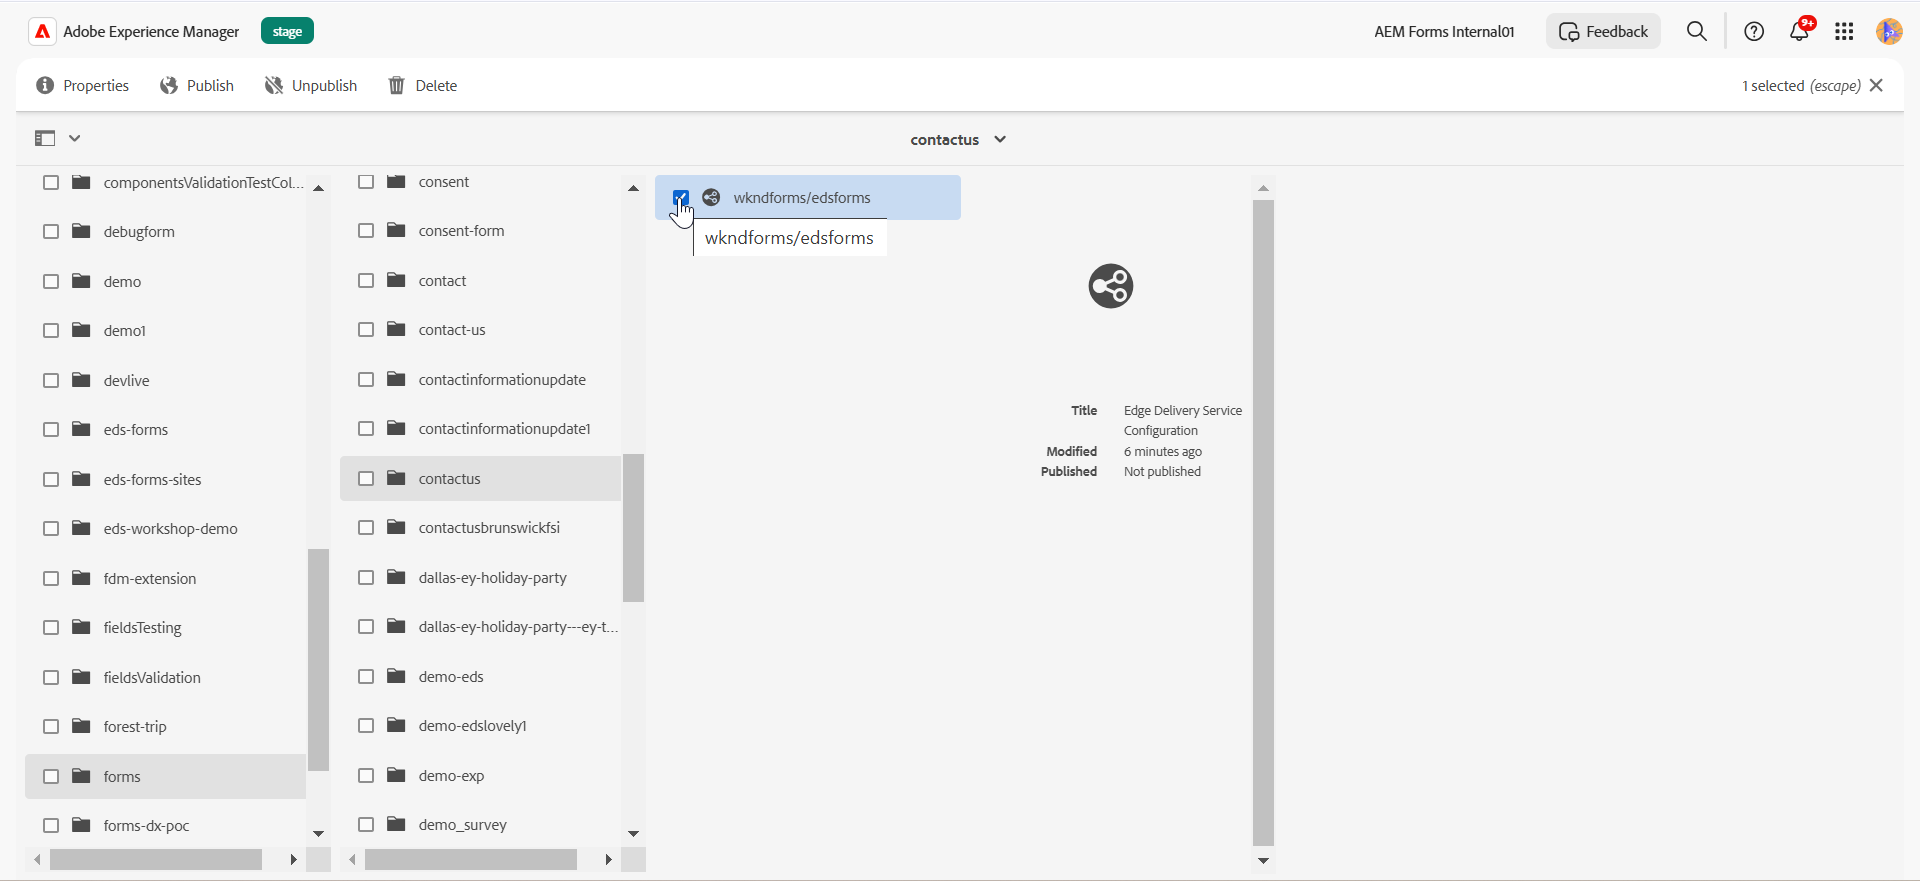 Adobe Experience Manager
stage
AEM Forms Internal01
Feedback
9+
Properties
Publish
Unpublish
Delete
1 selected (escape)
contactus
componentsValidationTestCol...
debugform
demo
demo1
devlive
eds-forms
eds-forms-sites
eds-workshop-demo
fdm-extension
fieldsTesting
fieldsValidation
forest-trip
forms
forms-dx-poc
consent
consent-form
contact
contact-us
contactinformationupdate
contactinformationupdate1
contactus
contactusbrunswickfsi
dallas-ey-holiday-party
dallas-ey-holiday-party---ey-t...
demo-eds
demo-edslovely1
demo-exp
demo_survey
wkndforms/edsforms
wkndforms/edsforms
Title Edge Delivery Service
Configuration
Modified 6 minutes ago
Published Not published